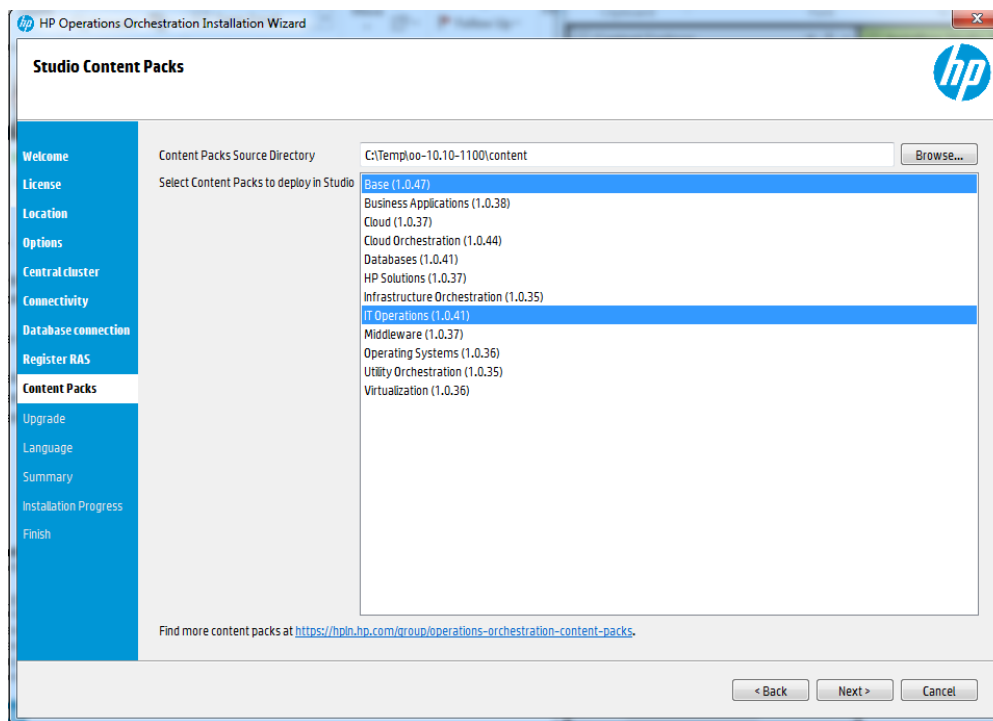 HP Operations Orchestration Installation Wizard
Studio Content Packs
hp
Welcome
License
Location
Options
Central cluster
Connectivity
Database connection
Register RAS
Content Packs
Upgrade
Language
Summary
Installation Progress
Finish
Content Packs Source Directory C:\Temp\oo-10.10-1100\content Browse...
Select Content Packs to deploy in Studio
Base (1.0.47)
Business Applications (1.0.38)
Cloud (1.0.37)
Cloud Orchestration (1.0.44)
Databases (1.0.41)
HP Solutions (1.0.37)
Infrastructure Orchestration (1.0.35)
IT Operations (1.0.41)
Middleware (1.0.37)
Operating Systems (1.0.36)
Utility Orchestration (1.0.35)
Virtualization (1.0.36)
Find more content packs at https://hpln.hp.com/group/operations-orchestration-content-packs.
< Back Next > Cancel